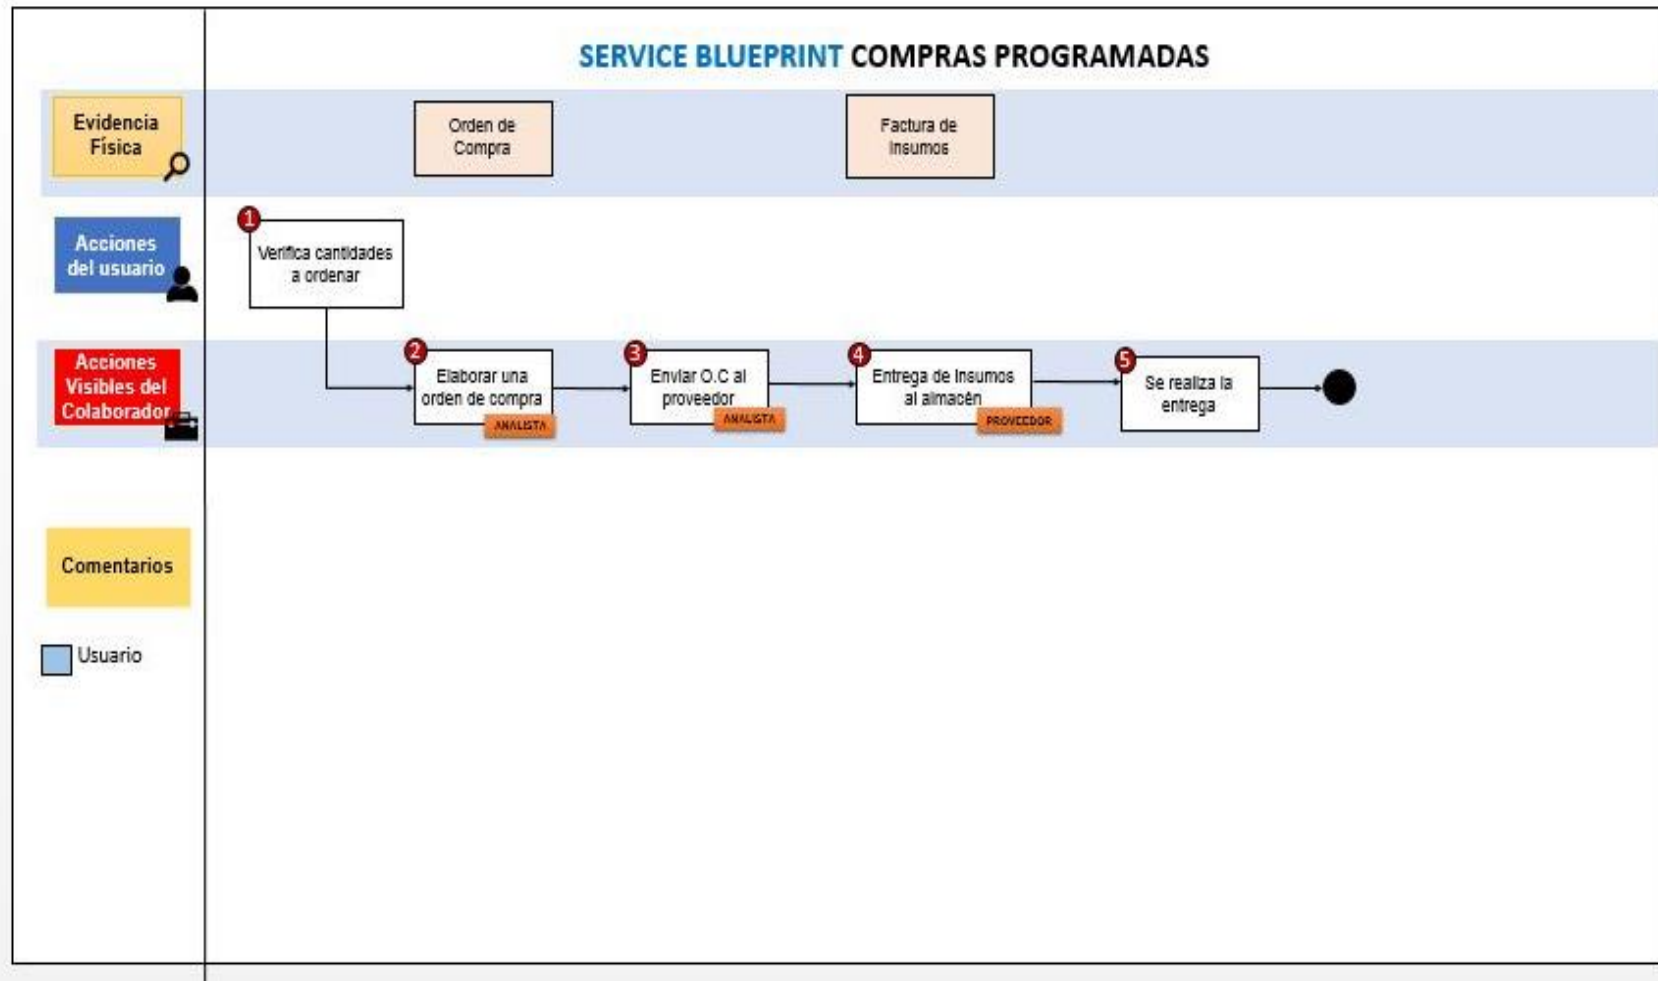 SERVICE BLUEPRINT COMPRAS PROGRAMADAS
Evidencia
Física
Orden de
Compra
Factura de
Insumos
Acciones
del usuario
1
Verifica cantidades
a ordenar
Acciones
Visibles del
Colaborador
2
Elaborar una
orden de compra
ANALISTA
3
Enviar O.C al
proveedor
ANALISTA
4
Entrega de Insumos
al almacén
PROVEEDOR
5
Se realiza la
entrega
Comentarios
Usuario